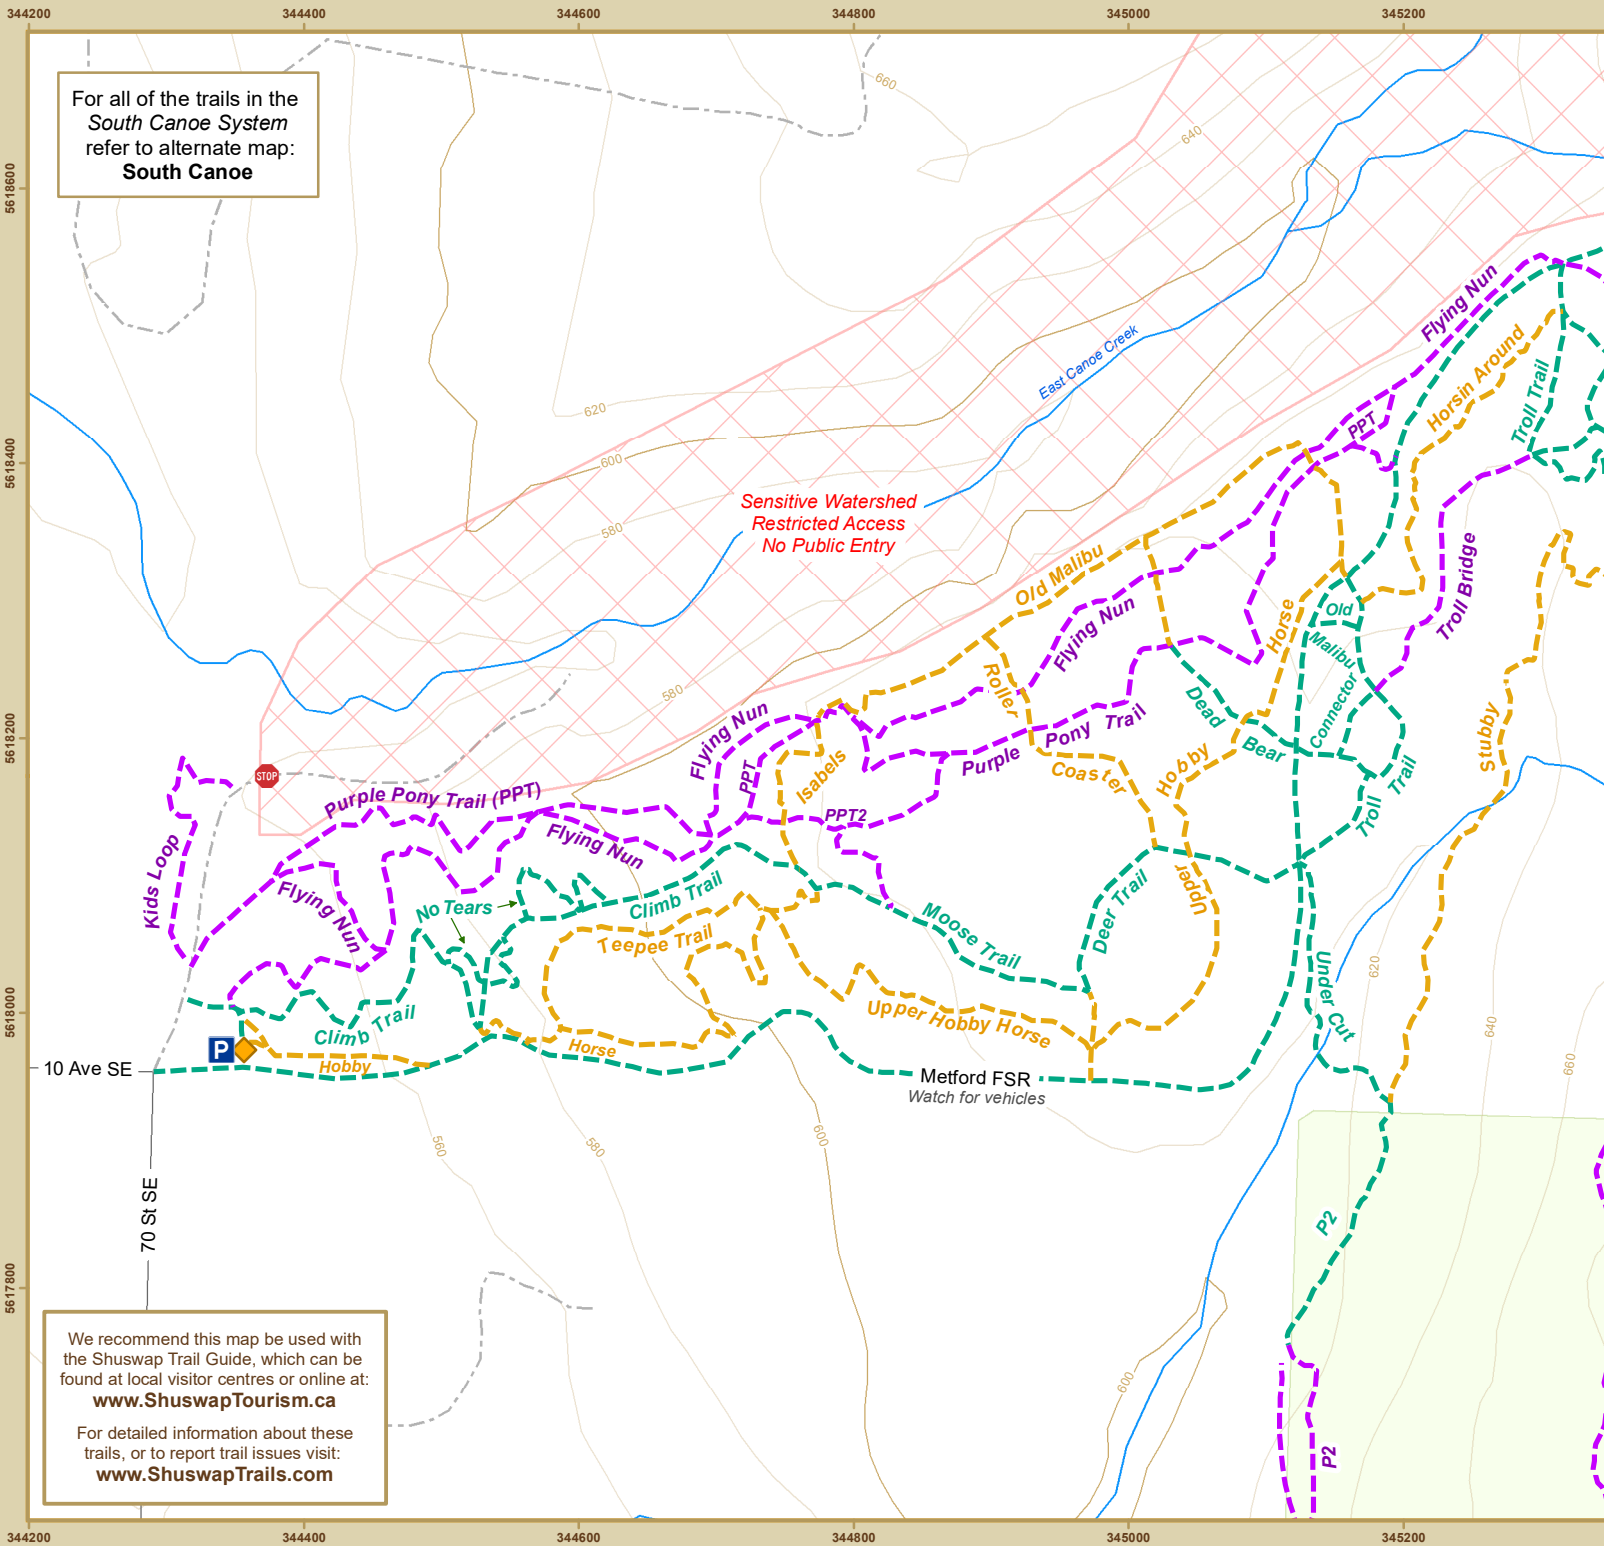 344200
344400
344600
344800
345000
345200
5618600
5618400
5618200
5618000
5617800
For all of the trails in the
South Canoe System
refer to alternate map:
South Canoe
660
640
620
600
580
580
East Canoe Creek
Sensitive Watershed
Restricted Access
No Public Entry
Flying Nun
Horsin Around
Troll Trail
PPT
Old Malibu
Flying Nun
Horse
Old
Malibu
Connector
Troll Bridge
Roller
Coaster
Dead
Bear
Hobby
Stubby
Flying Nun
PPT
Isabels
Purple
Pony Trail
PPT2
Troll
Trail
STOP
Purple Pony Trail (PPT)
Flying Nun
Kids Loop
Flying Nun
No Tears
Climb Trail
Teepee Trail
Moose Trail
Deer Trail
Upper
Upper Hobby Horse
Under Cut
Climb Trail
P
Hobby
Horse
10 Ave SE
70 St SE
Metford FSR
Watch for vehicles
560
580
600
600
620
640
660
P2
P2
We recommend this map be used with
the Shuswap Trail Guide, which can be
found at local visitor centres or online at:
www.ShuswapTourism.ca
For detailed information about these
trails, or to report trail issues visit:
www.ShuswapTrails.com
344200
344400
344600
344800
345000
345200